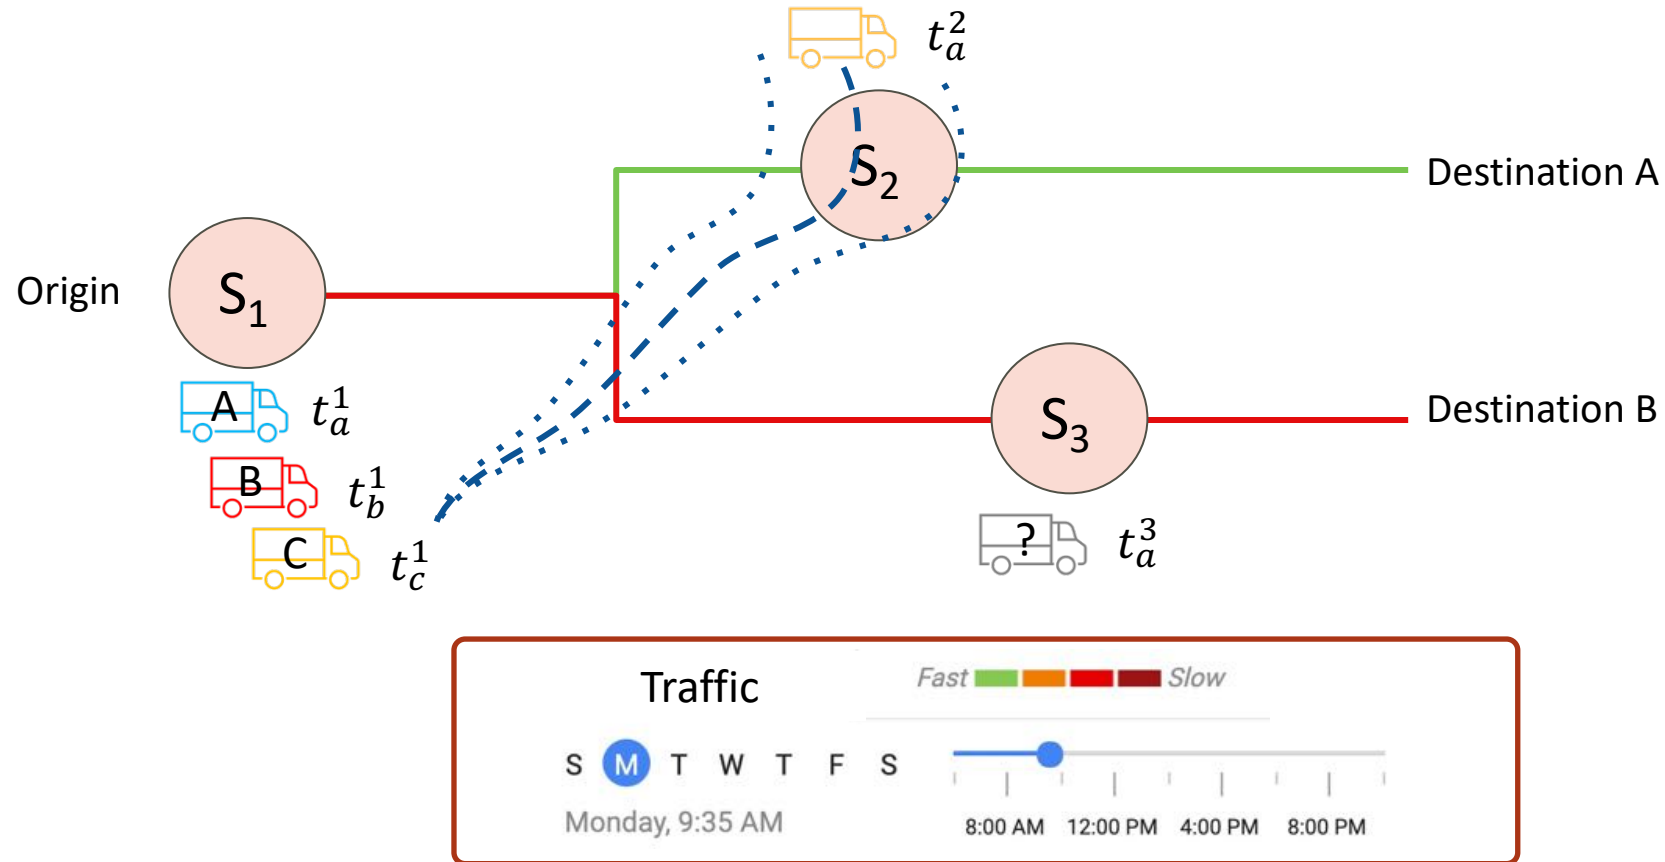 t_a^2
S_2
Destination A
Origin
S_1
A t_a^1
Destination B
S_3
B t_b^1
C t_c^1
? t_a^3
Traffic
Fast Slow
S M T W T F S
Monday, 9:35 AM
8:00 AM 12:00 PM 4:00 PM 8:00 PM